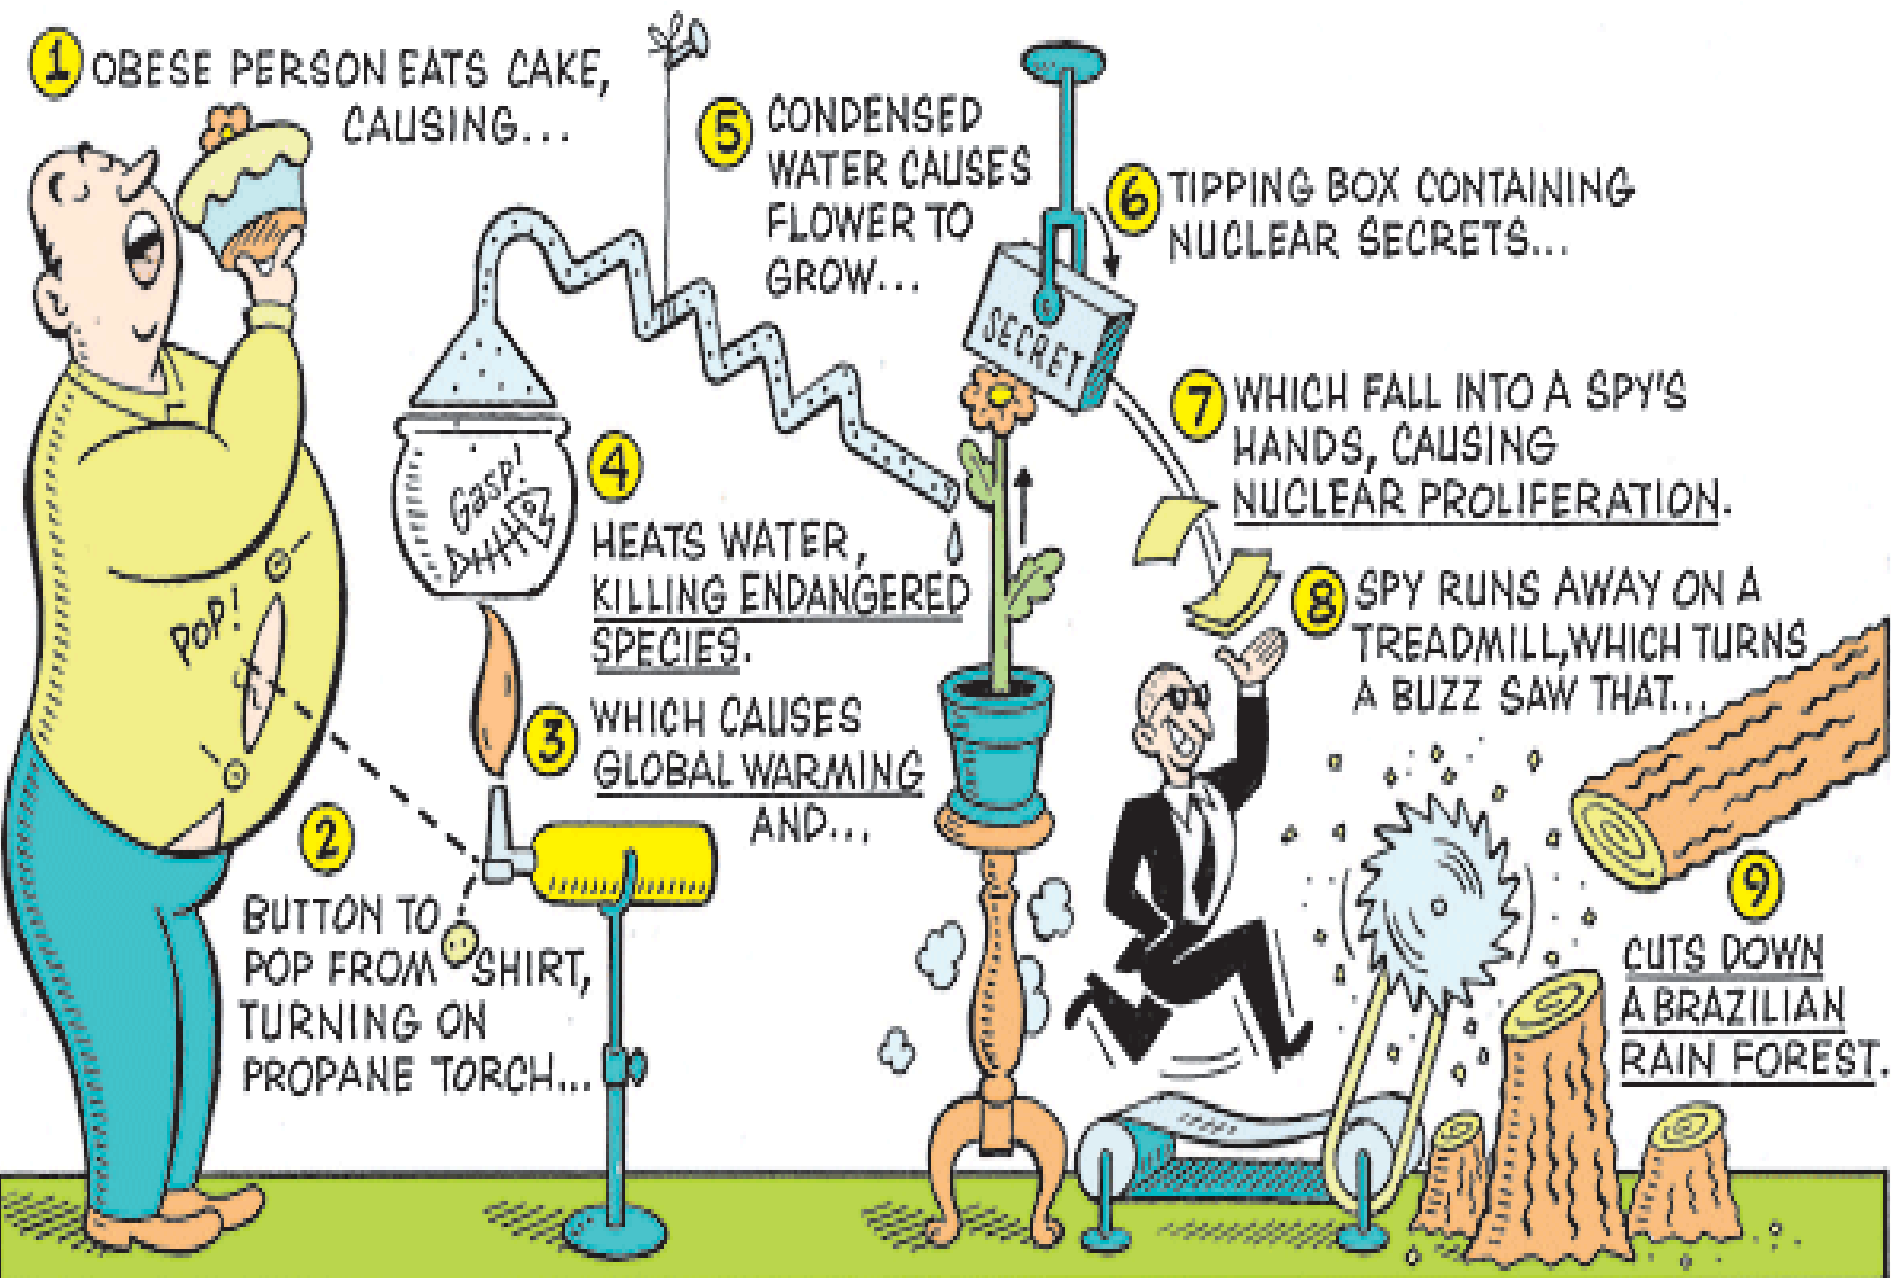 1 OBESE PERSON EATS CAKE,
CAUSING...
POP!
2
BUTTON TO
POP FROM SHIRT,
TURNING ON
PROPANE TORCH...
3 WHICH CAUSES
GLOBAL WARMING
AND...
Gasp!
4
HEATS WATER,
KILLING ENDANGERED
SPECIES.
5 CONDENSED
WATER CAUSES
FLOWER TO
GROW...
6 TIPPING BOX CONTAINING
NUCLEAR SECRETS...
SECRET
7 WHICH FALL INTO A SPY'S
HANDS, CAUSING
NUCLEAR PROLIFERATION.
8 SPY RUNS AWAY ON A
TREADMILL, WHICH TURNS
A BUZZ SAW THAT...
9
CUTS DOWN
A BRAZILIAN
RAIN FOREST.